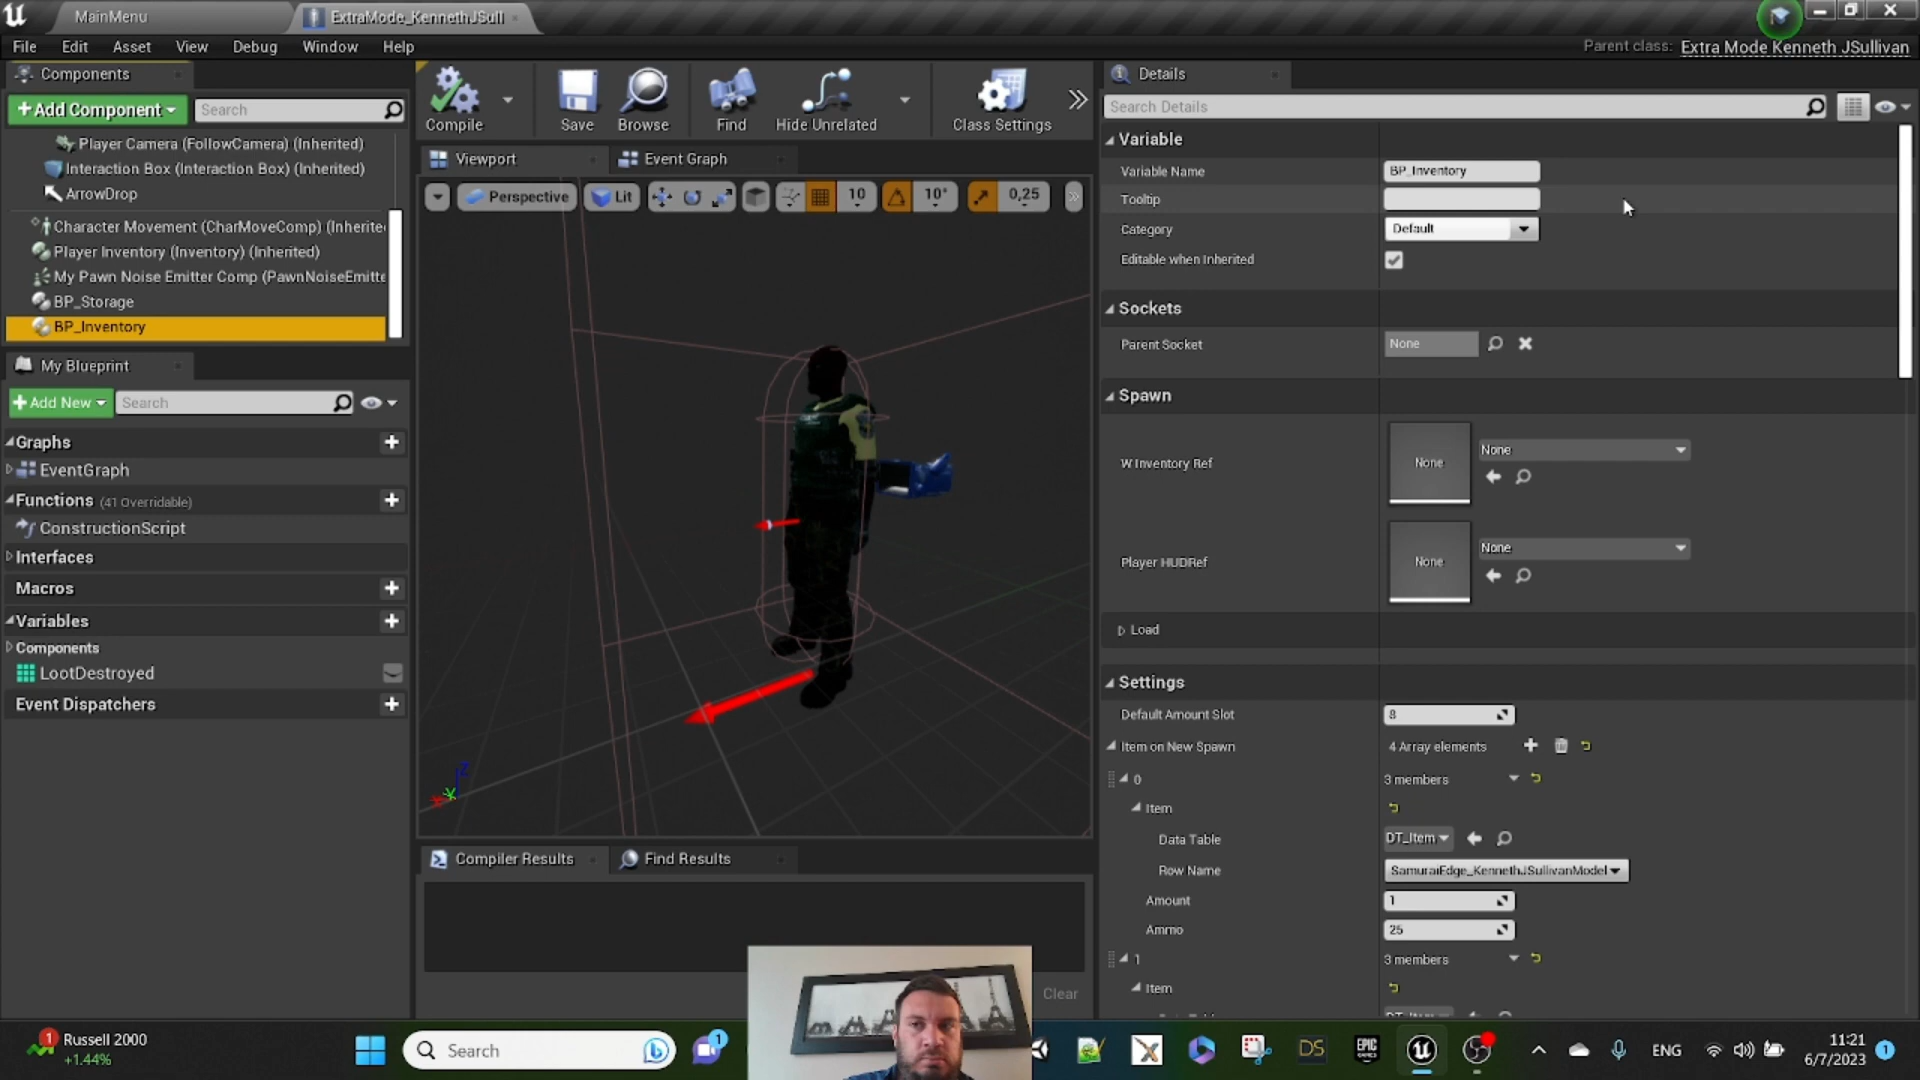 MainMenu
ExtraMode_KennethJSull
File Edit Asset View Debug Window Help
Parent class: Extra Mode Kenneth JSullivan
Components
+Add Component
Search
Player Camera (FollowCamera) (Inherited)
Interaction Box (Interaction Box) (Inherited)
ArrowDrop
Character Movement (CharMoveComp) (Inherite
Player Inventory (Inventory) (Inherited)
My Pawn Noise Emitter Comp (PawnNoiseEmitte
BP_Storage
BP_Inventory
My Blueprint
+Add New
Search
Graphs
EventGraph
Functions (41 Overridable)
ConstructionScript
Interfaces
Macros
Variables
Components
LootDestroyed
Event Dispatchers
Compile
Save
Browse
Find
Hide Unrelated
Class Settings
Viewport
Event Graph
Perspective
Lit
10
10°
0,25
Z
X
Y
Compiler Results
Find Results
Clear
Details
Search Details
Variable
Variable Name BP_Inventory
Tooltip
Category Default
Editable when Inherited
Sockets
Parent Socket None
Spawn
W Inventory Ref None None
Player HUDRef None None
Load
Settings
Default Amount Slot 8
Item on New Spawn 4 Array elements
0 3 members
Item
Data Table DT_Item
Row Name SamuraiEdge_KennethJSullivanModel
Amount 1
Ammo 25
1 3 members
Item
1
Russell 2000
+1.44%
Search
1
DS
EPIC GAMES
ENG
11:21
6/7/2023
1